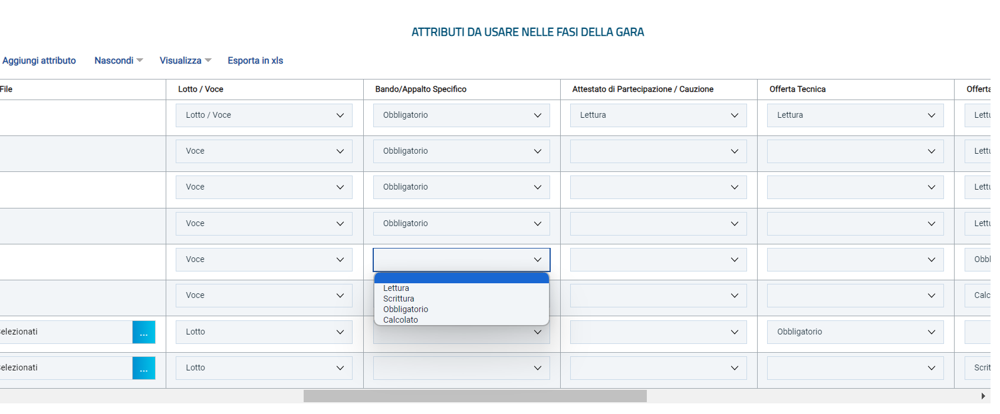 ATTRIBUTI DA USARE NELLE FASI DELLA GARA
Aggiungi attributo Nascondi Visualizza Esporta in xls
File Lotto / Voce Bando/Appalto Specifico Attestato di Partecipazione / Cauzione Offerta Tecnica Offerta
Lotto / Voce Obbligatorio Lettura Lettura Lettu
Voce Obbligatorio Lettu
Voce Obbligatorio Lettu
Voce Obbligatorio Lettu
Voce Obbl
Lettura
Voce Scrittura Calc
Obbligatorio
Calcolato
elezionati ... Lotto Obbligatorio
elezionati ... Lotto Scrit